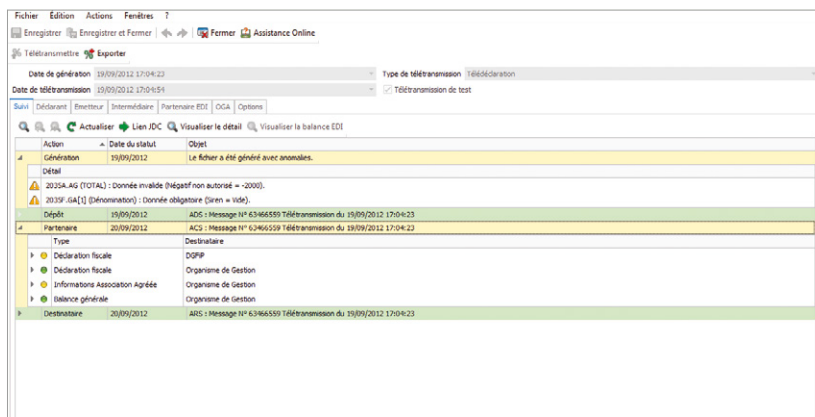 Fichier Édition Actions Fenêtres ?
Enregistrer Enregistrer et Fermer Fermer Assistance Online
Télétransmettre Exporter
Date de génération 19/09/2012 17:04:23 Type de télétransmission Télédéclaration
Date de télétransmission 19/09/2012 17:04:54 Télétransmission de test
Suivi Déclarant Emetteur Intermédiaire Partenaire EDI OGA Options
Actualiser Lien JDC Visualiser le détail Visualiser la balance EDI
Action Date du statut Objet
Génération 19/09/2012 Le fichier a été généré avec anomalies.
Détail
2035A.AG (TOTAL) : Donnée invalide (Négatif non autorisé = -2000).
2035F.GA[1] (Dénomination) : Donnée obligatoire (Siren = Vide).
Dépôt 19/09/2012 ADS : Message N° 63466559 Télétransmission du 19/09/2012 17:04:23
Partenaire 20/09/2012 ACS : Message N° 63466559 Télétransmission du 19/09/2012 17:04:23
Type Destinataire
Déclaration fiscale DGFiP
Déclaration fiscale Organisme de Gestion
Informations Association Agréée Organisme de Gestion
Balance générale Organisme de Gestion
Destinataire 20/09/2012 ARS : Message N° 63466559 Télétransmission du 19/09/2012 17:04:23